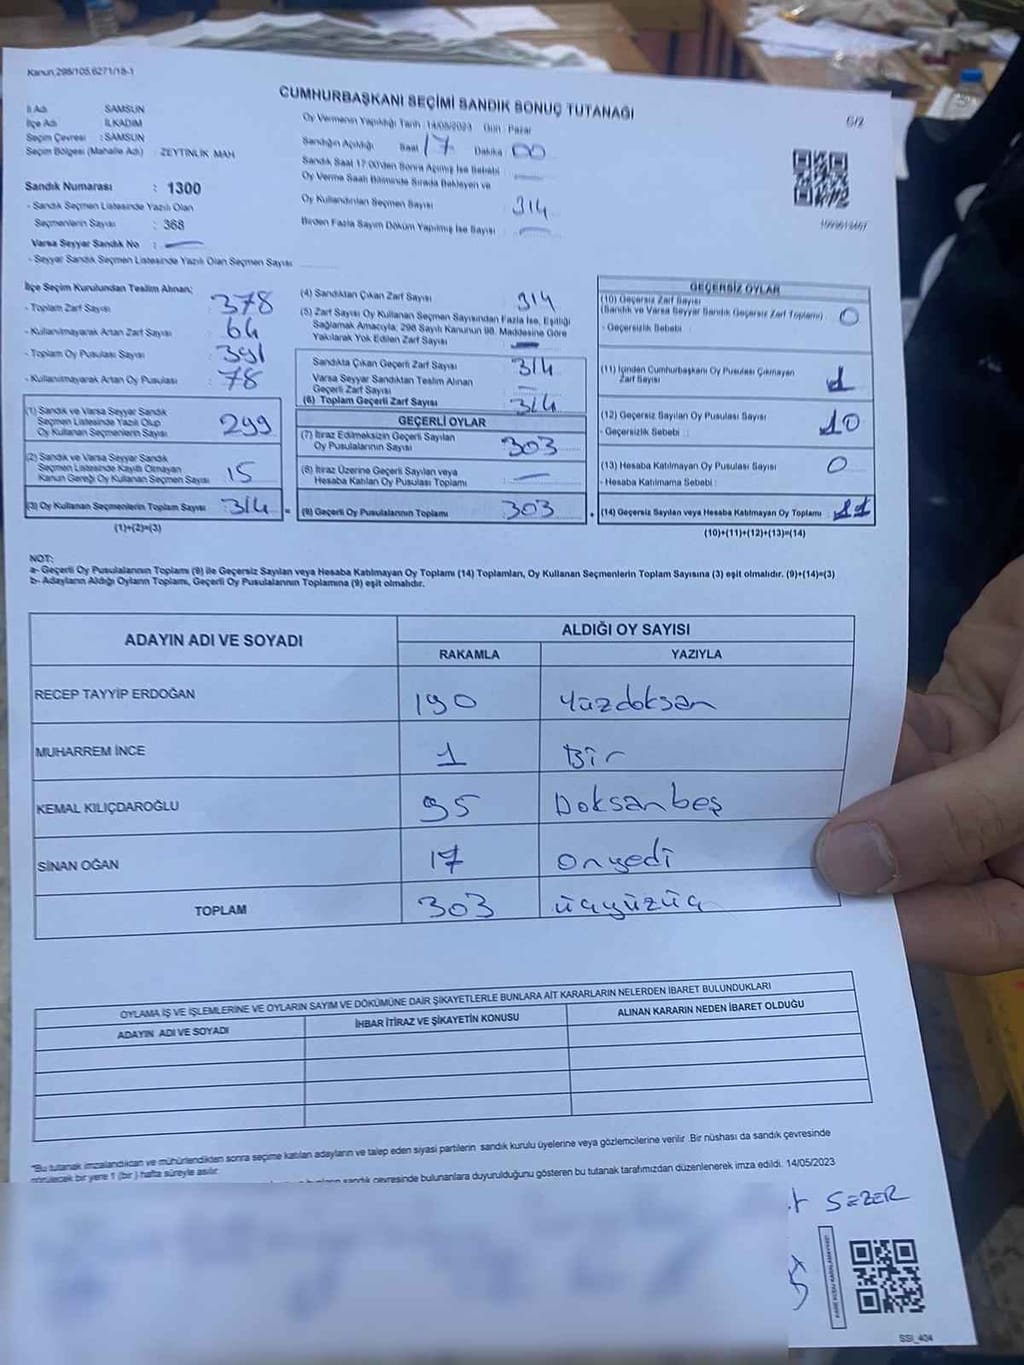 Kanun,298/105,6271/18-1
CUMHURBAŞKANI SEÇİMİ SANDIK SONUÇ TUTANAĞI
6/2
İl Adı SAMSUN
İlçe Adı İLKADIM
Seçim Çevresi : SAMSUN
Seçim Bölgesi (Mahalle Adı) ZEYTİNLİK MAH
Sandık Numarası : 1300
- Sandık Seçmen Listesinde Yazılı Olan
Seçmenlerin Sayısı : 368
Varsa Seyyar Sandık No : —
- Seyyar Sandık Seçmen Listesinde Yazılı Olan Seçmen Sayısı
Oy Vermenin Yapıldığı Tarih :14/05/2023 Gün : Pazar
Sandığın Açıldığı Saat 17 Dakika 00
Sandık Saat 17:00'den Sonra Açılmış İse Sebebi : —
Oy Verme Saati Bitiminde Sırada Bekleyen ve
Oy Kullandırılan Seçmen Sayısı 314
Birden Fazla Sayım Döküm Yapılmış İse Sayısı : —
İlçe Seçim Kurulundan Teslim Alınan;
- Toplam Zarf Sayısı 378
- Kullanılmayarak Artan Zarf Sayısı : 64
- Toplam Oy Pusulası Sayısı : 391
- Kullanılmayarak Artan Oy Pusulası : 78
(1) Sandık ve Varsa Seyyar Sandık
Seçmen Listesinde Yazılı Olup
Oy Kullanan Seçmenlerin Sayısı : 299
(2) Sandık ve Varsa Seyyar Sandık
Seçmen Listesinde Kayıtlı Olmayan
Kanun Gereği Oy Kullanan Seçmen Sayısı : 15
(3) Oy Kullanan Seçmenlerin Toplam Sayısı : 314 =
(1)+(2)=(3)
(4) Sandıktan Çıkan Zarf Sayısı 314
(5) Zarf Sayısı Oy Kullanan Seçmen Sayısından Fazla İse, Eşitliği
Sağlamak Amacıyla; 298 Sayılı Kanunun 98. Maddesine Göre
Yakılarak Yok Edilen Zarf Sayısı —
Sandıkta Çıkan Geçerli Zarf Sayısı 314
Varsa Seyyar Sandıktan Teslim Alınan
Geçerli Zarf Sayısı —
(6) Toplam Geçerli Zarf Sayısı 314
GEÇERLİ OYLAR
(7) İtiraz Edilmeksizin Geçerli Sayılan
Oy Pusulalarının Sayısı : 303
(8) İtiraz Üzerine Geçerli Sayılan veya
Hesaba Katılan Oy Pusulası Toplamı : —
(9) Geçerli Oy Pusulalarının Toplamı : 303 +
GEÇERSİZ OYLAR
(10) Geçersiz Zarf Sayısı
(Sandık ve Varsa Seyyar Sandık Geçersiz Zarf Toplamı) : 0
- Geçersizlik Sebebi :
(11) İçinden Cumhurbaşkanı Oy Pusulası Çıkmayan
Zarf Sayısı 1
(12) Geçersiz Sayılan Oy Pusulası Sayısı : 10
- Geçersizlik Sebebi :
(13) Hesaba Katılmayan Oy Pusulası Sayısı : 0
- Hesaba Katılmama Sebebi :
(14) Geçersiz Sayılan veya Hesaba Katılmayan Oy Toplamı : 11
(10)+(11)+(12)+(13)=(14)
NOT:
a- Geçerli Oy Pusulalarının Toplamı (9) ile Geçersiz Sayılan veya Hesaba Katılmayan Oy Toplamı (14) Toplamları, Oy Kullanan Seçmenlerin Toplam Sayısına (3) eşit olmalıdır. (9)+(14)=(3)
b- Adayların Aldığı Oyların Toplamı, Geçerli Oy Pusulalarının Toplamına (9) eşit olmalıdır.
ADAYIN ADI VE SOYADI
ALDIĞI OY SAYISI
RAKAMLA YAZIYLA
RECEP TAYYİP ERDOĞAN 190 Yüzdoksan
MUHARREM İNCE 1 Bir
KEMAL KILIÇDAROĞLU 95 Doksanbeş
SİNAN OĞAN 17 Onyedi
TOPLAM 303 üçyüzüç
OYLAMA İŞ VE İŞLEMLERİNE VE OYLARIN SAYIM VE DÖKÜMÜNE DAİR ŞİKAYETLERLE BUNLARA AİT KARARLARIN NELERDEN İBARET BULUNDUKLARI
ADAYIN ADI VE SOYADI İHBAR İTİRAZ VE ŞİKAYETİN KONUSU ALINAN KARARIN NEDEN İBARET OLDUĞU
"Bu tutanak imzalandıktan ve mühürlendikten sonra seçime katılan adayların ve talep eden siyasi partilerin sandık kurulu üyelerine veya gözlemcilerine verilir .Bir nüshası da sandık çevresinde
görülecek bir yere 1 (bir ) hafta süreyle asılır.
sandık çevresinde bulunanlara duyurulduğunu gösteren bu tutanak tarafımızdan düzenlenerek imza edildi. 14/05/2023
SEZER
SSI_404